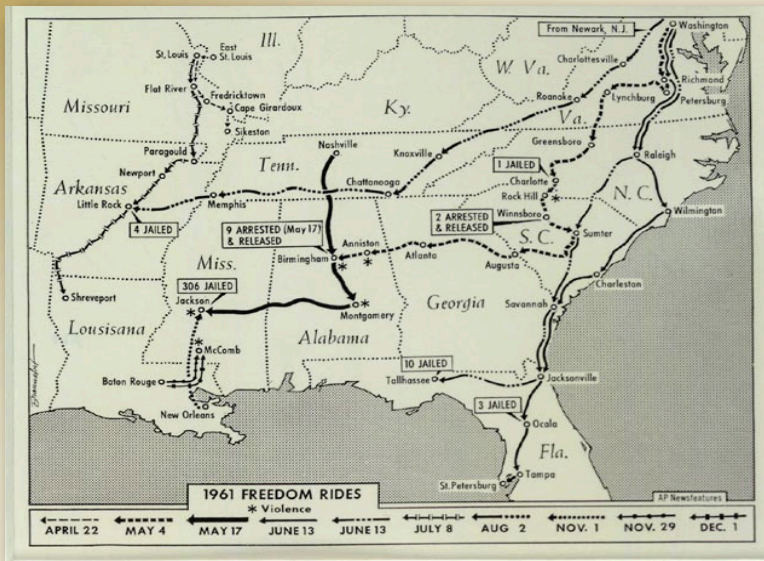 From Newark, N.J.
Washington
Ill.
East
St. Louis
St. Louis
W. Va.
Charlottesville
Flat River
Fredricktown
Richmond
Missouri
Cape Girardoux
Ky.
Roanoke
Lynchburg
Petersburg
Va.
Sikeston
Greensboro
Nashville
Paragould
Knoxville
1 JAILED
Raleigh
Newport
Tenn.
Charlotte
Arkansas
Chattanooga
Rock Hill
N. C.
Little Rock
Memphis
Winnsboro
Wilmington
4 JAILED
9 ARRESTED (May 17)
& RELEASED
2 ARRESTED
& RELEASED
S. C.
Sumter
Anniston
Miss.
Birmingham
Atlanta
Augusta
306 JAILED
Charleston
Shreveport
Jackson
Georgia
Savannah
Montgomery
Lousisana
Alabama
McComb
10 JAILED
Baton Rouge
Tallhassee
Jacksonville
New Orleans
3 JAILED
Ocala
Fla.
Tampa
St. Petersburg
1961 FREEDOM RIDES
* Violence
AP Newsfeatures
APRIL 22
MAY 4
MAY 17
JUNE 13
JUNE 13
JULY 8
AUG 2
NOV. 1
NOV. 29
DEC. 1